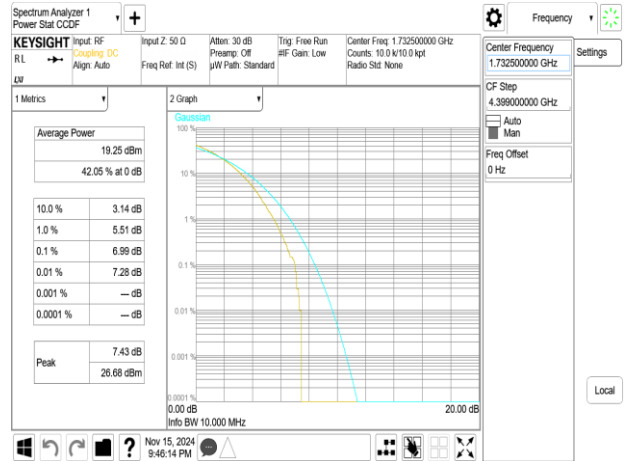 Spectrum Analyzer 1
Power Stat CCDF
+
Frequency
KEYSIGHT
RL
Input: RF
Coupling: DC
Align: Auto
Input Z: 50 Ω
Freq Ref: Int (S)
Atten: 30 dB
Preamp: Off
µW Path: Standard
Trig: Free Run
#IF Gain: Low
Center Freq: 1.732500000 GHz
Counts: 10.0 k/10.0 kpt
Radio Std: None
Center Frequency
1.732500000 GHz
Settings
CF Step
4.399000000 GHz
Auto
Man
Freq Offset
0 Hz
1 Metrics
Average Power
19.25 dBm
42.05 % at 0 dB
10.0 % 3.14 dB
1.0 % 5.51 dB
0.1 % 6.99 dB
0.01 % 7.28 dB
0.001 % — dB
0.0001 % — dB
Peak
7.43 dB
26.68 dBm
2 Graph
Gaussian
100 %
10 %
1 %
0.1 %
0.01 %
0.001 %
0.0001 %
0.00 dB 20.00 dB
Info BW 10.000 MHz
Local
?
Nov 15, 2024
9:46:14 PM